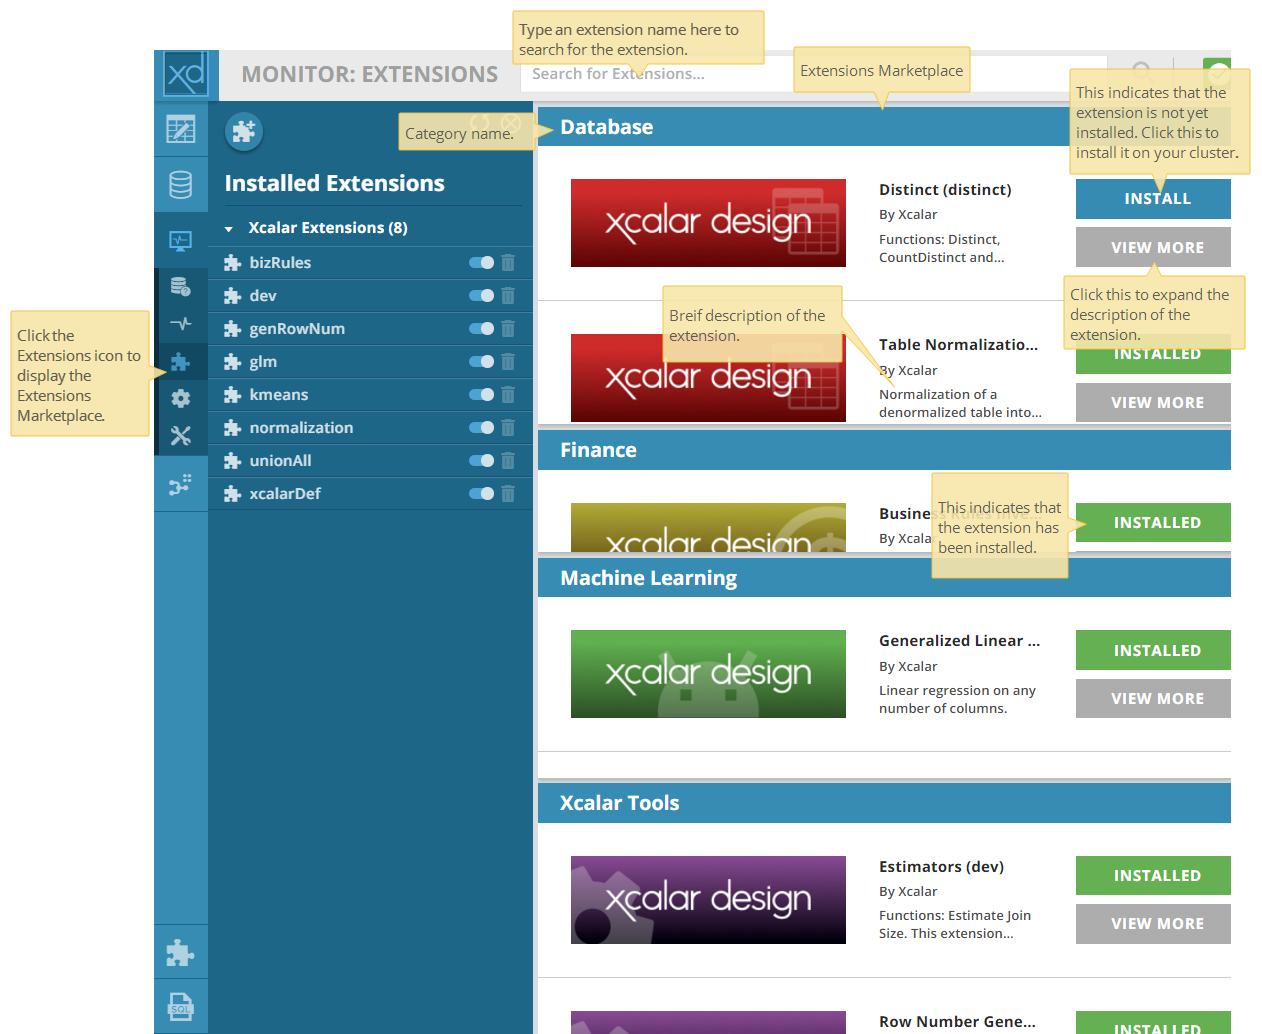 Type an extension name here to
search for the extension.
Extensions Marketplace
xd
MONITOR: EXTENSIONS
Search for Extensions...
This indicates that the
extension is not yet
installed. Click this to
install it on your cluster.
Category name.
Database
Installed Extensions
Xcalar Extensions (8)
bizRules
dev
genRowNum
glm
kmeans
normalization
unionAll
xcalarDef
Click the
Extensions icon to
display the
Extensions
Marketplace.
SQL
xcalar design
Distinct (distinct)
By Xcalar
Functions: Distinct,
CountDistinct and...
INSTALL
VIEW MORE
Click this to expand the
description of the
extension.
Breif description of the
extension.
xcalar design
Table Normalizatio...
By Xcalar
Normalization of a
denormalized table into...
INSTALLED
VIEW MORE
Finance
xcalar design
Business Rules
By Xcala
This indicates that
the extension has
been installed.
INSTALLED
Machine Learning
xcalar design
Generalized Linear ...
By Xcalar
Linear regression on any
number of columns.
INSTALLED
VIEW MORE
Xcalar Tools
xcalar design
Estimators (dev)
By Xcalar
Functions: Estimate Join
Size. This extension...
INSTALLED
VIEW MORE
Row Number Gene...
INSTALLED